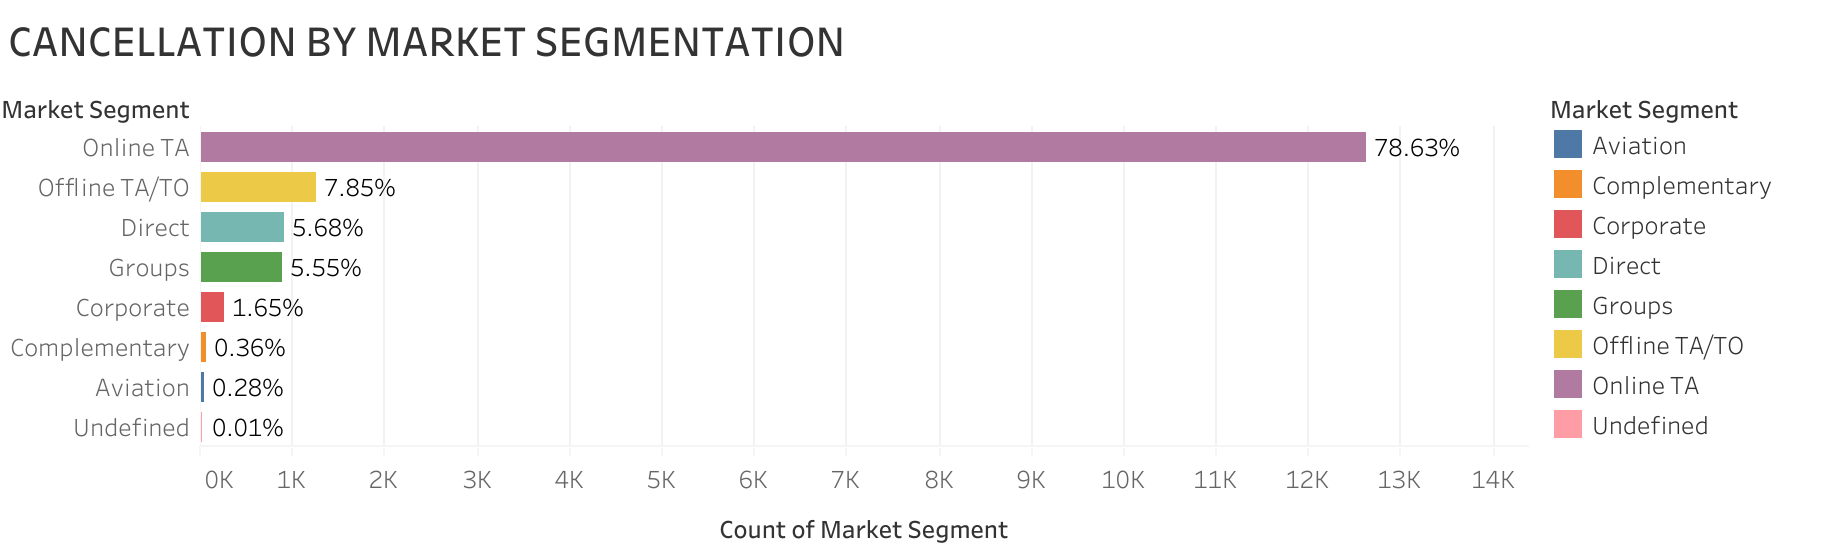 CANCELLATION BY MARKET SEGMENTATION
Market Segment
Online TA 78.63%
Offline TA/TO 7.85%
Direct 5.68%
Groups 5.55%
Corporate 1.65%
Complementary 0.36%
Aviation 0.28%
Undefined 0.01%
0K 1K 2K 3K 4K 5K 6K 7K 8K 9K 10K 11K 12K 13K 14K
Count of Market Segment
Market Segment
Aviation
Complementary
Corporate
Direct
Groups
Offline TA/TO
Online TA
Undefined